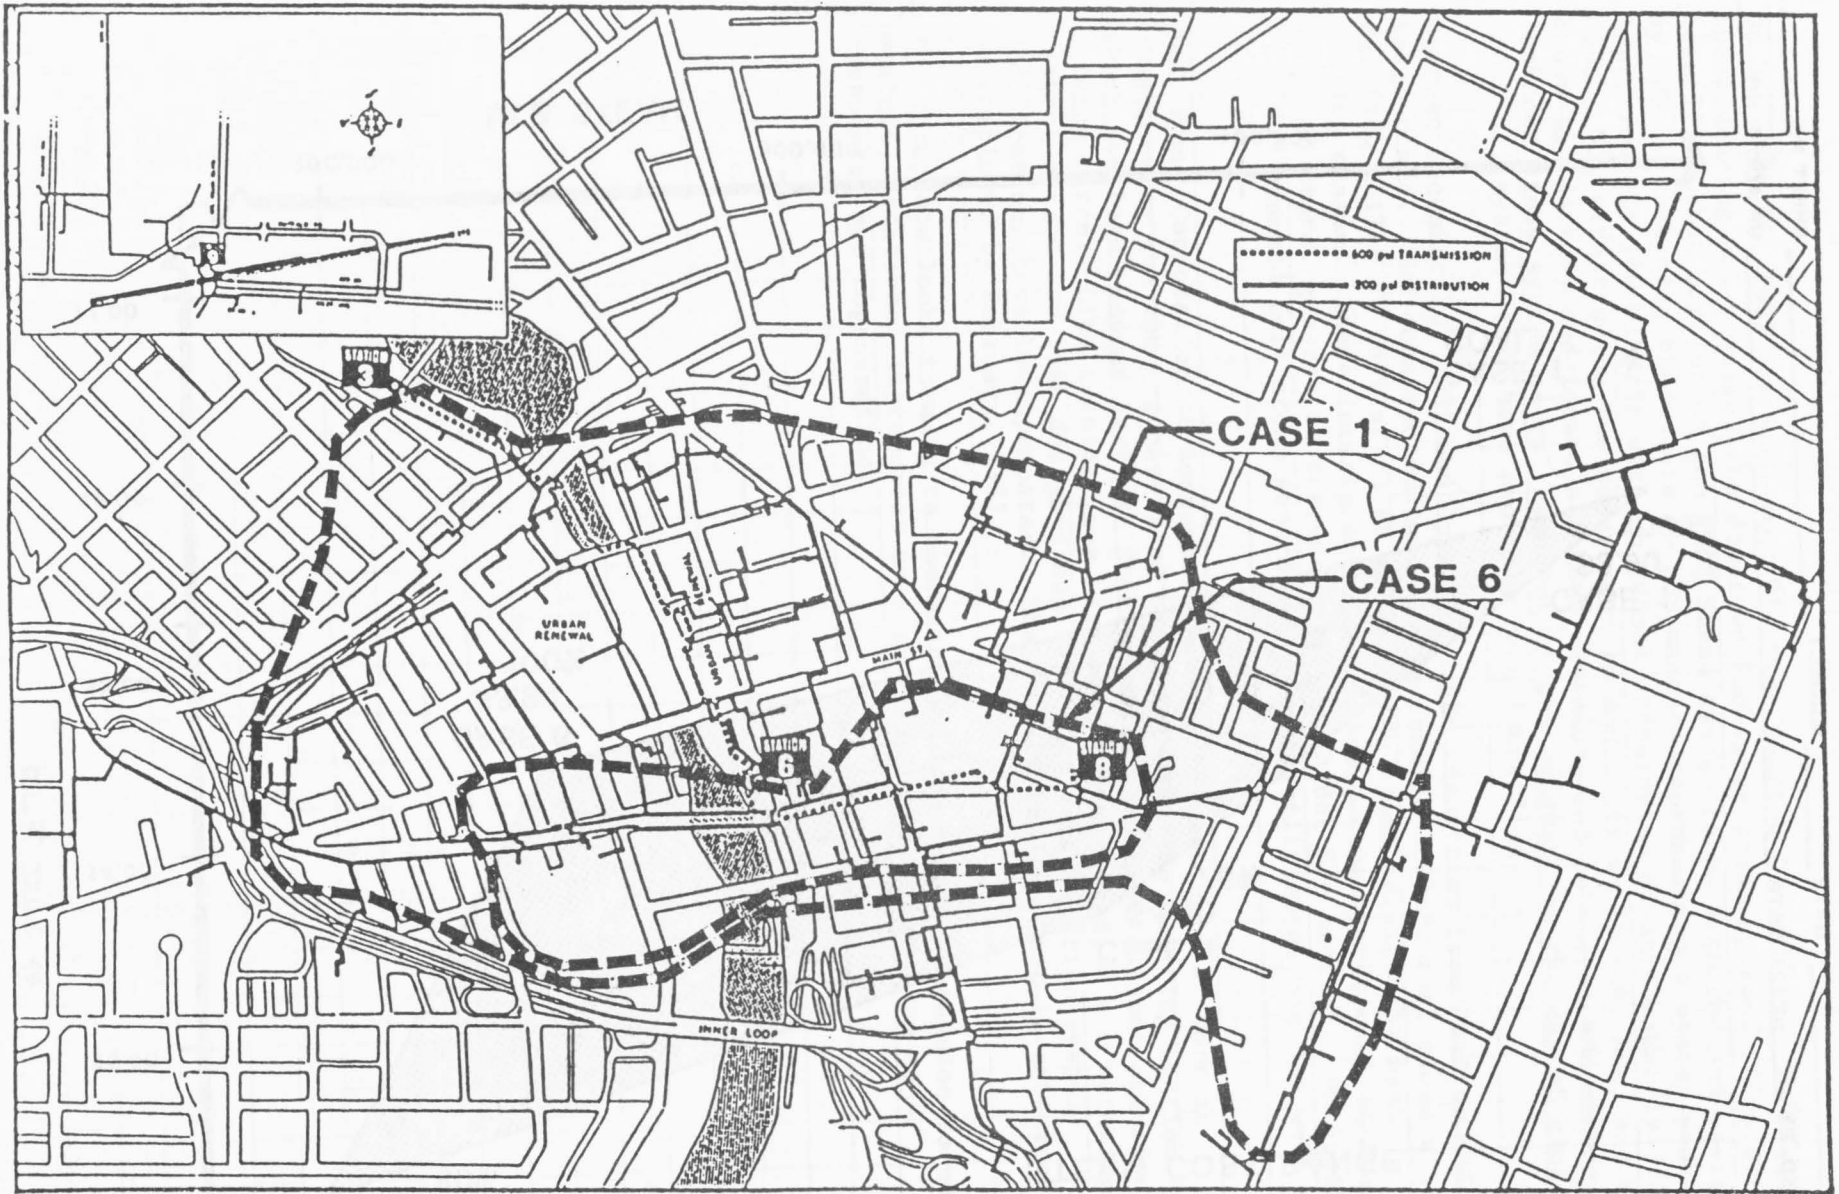 600 psi TRANSMISSION
200 psi DISTRIBUTION
STATION
3
CASE 1
CASE 6
URBAN
RENEWAL
URBAN RENEWAL
MAIN ST.
STATION
6
STATION
8
INNER LOOP